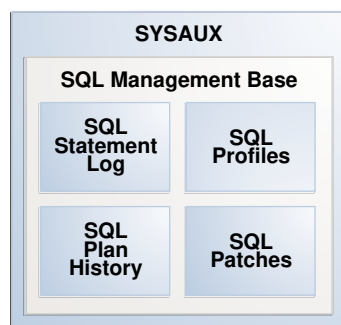 SYSAUX
SQL Management Base
SQL
Statement
Log
SQL
Profiles
SQL
Plan
History
SQL
Patches